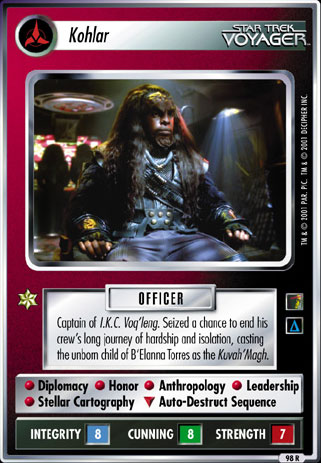 Kohlar
STAR TREK
VOYAGER
TM & © 2001 PAR. PIC. TM & © 2001 DECIPHER INC.
OFFICER
Captain of I.K.C. Voq'leng. Seized a chance to end his
crew's long journey of hardship and isolation, casting
the unborn child of B'Elanna Torres as the Kuvah'Magh.
Diplomacy Honor Anthropology Leadership
Stellar Cartography Auto-Destruct Sequence
INTEGRITY 8 CUNNING 8 STRENGTH 7
98 R